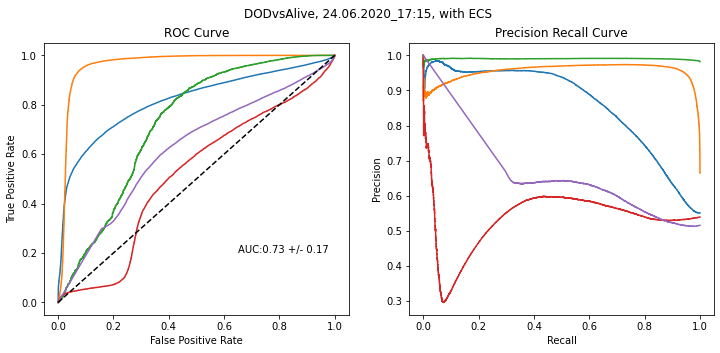 DODvsAlive, 24.06.2020_17:15, with ECS
ROC Curve
True Positive Rate
1.0
0.8
0.6
0.4
0.2
0.0
AUC:0.73 +/- 0.17
0.0 0.2 0.4 0.6 0.8 1.0
False Positive Rate
Precision Recall Curve
Precision
1.0
0.9
0.8
0.7
0.6
0.5
0.4
0.3
0.0 0.2 0.4 0.6 0.8 1.0
Recall